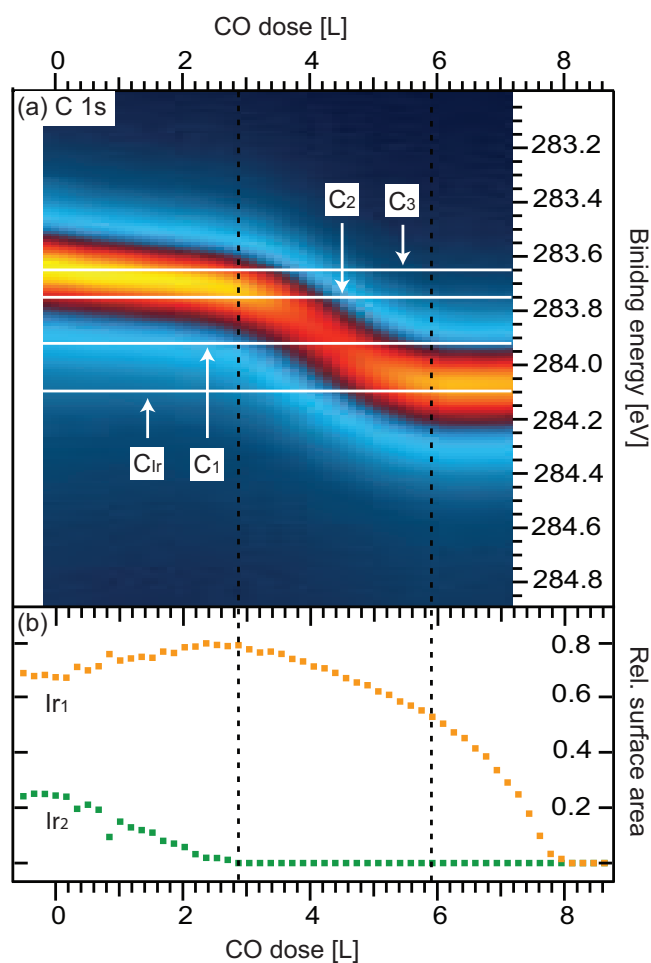 CO dose [L]
0 2 4 6 8
(a) C 1s
283.2
283.4
C2 C3
283.6
283.8
284.0
284.2
CIr C1
284.4
284.6
284.8
Binidng energy [eV]
(b)
0.8
Ir1
0.6
0.4
Ir2
0.2
Rel. surface area
0 2 4 6 8
CO dose [L]